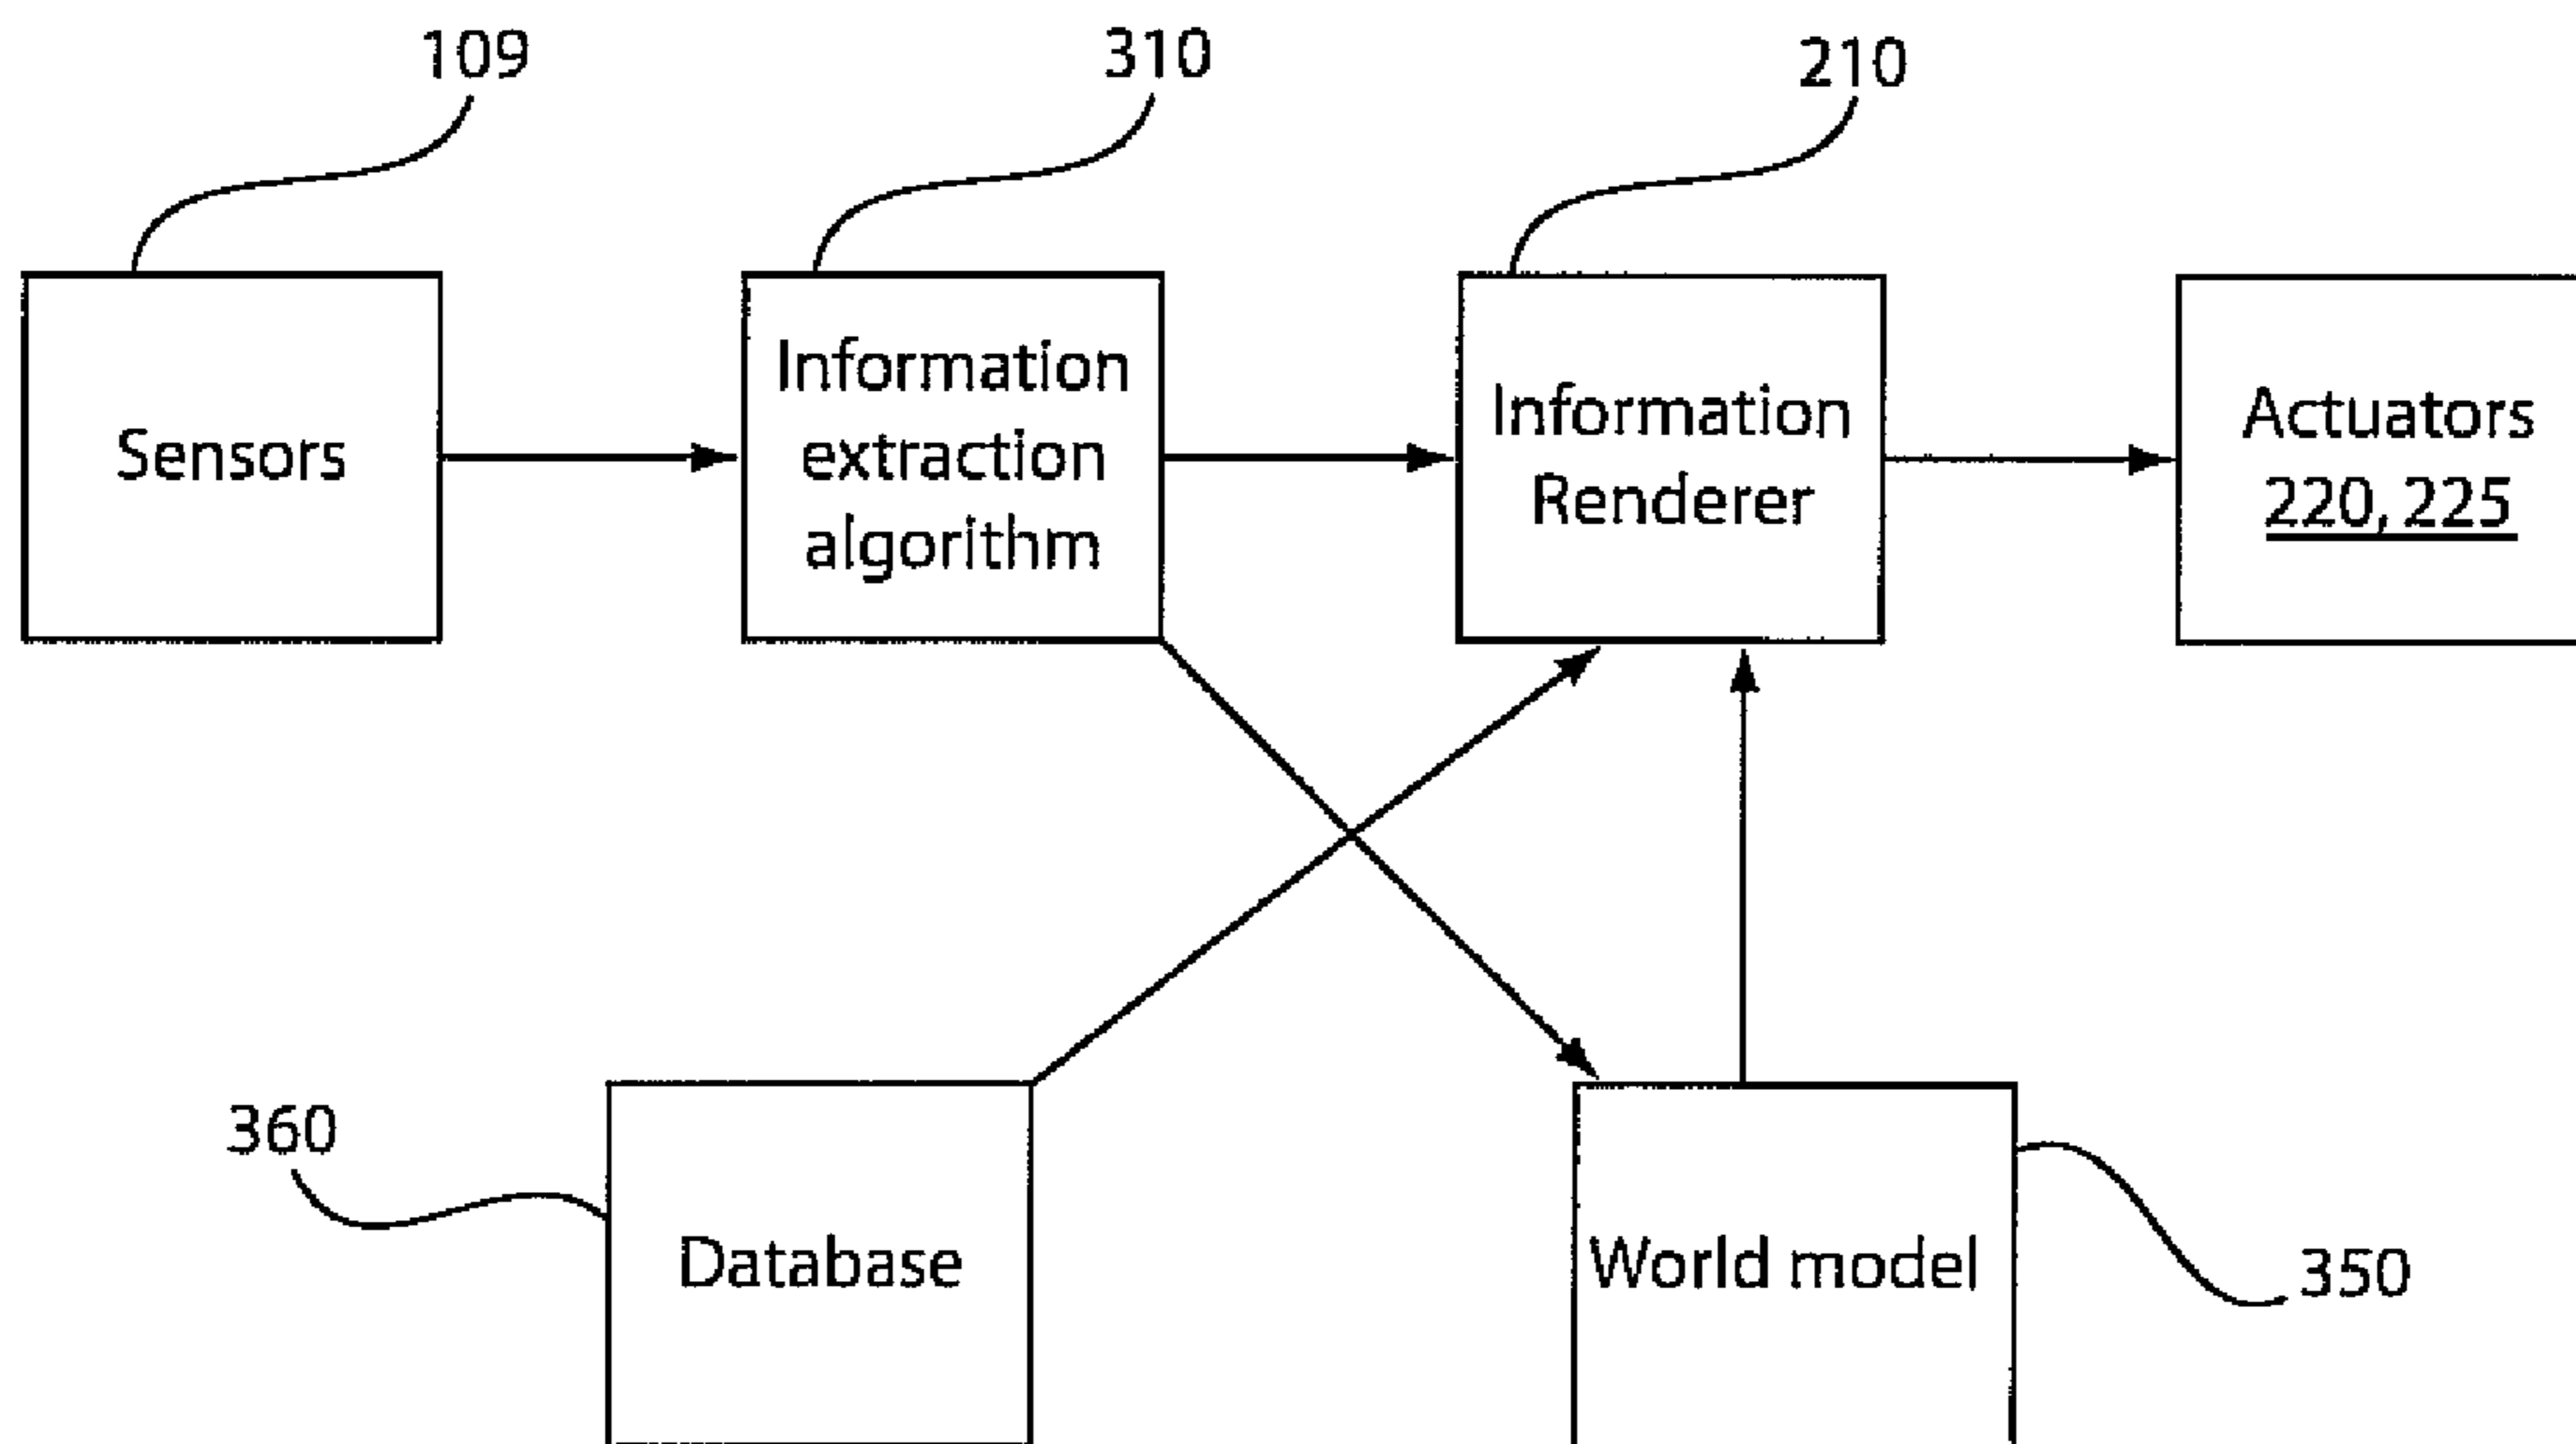 109
310
210
Sensors
Information
extraction
algorithm
Information
Renderer
Actuators
220, 225
360
Database
World model
350